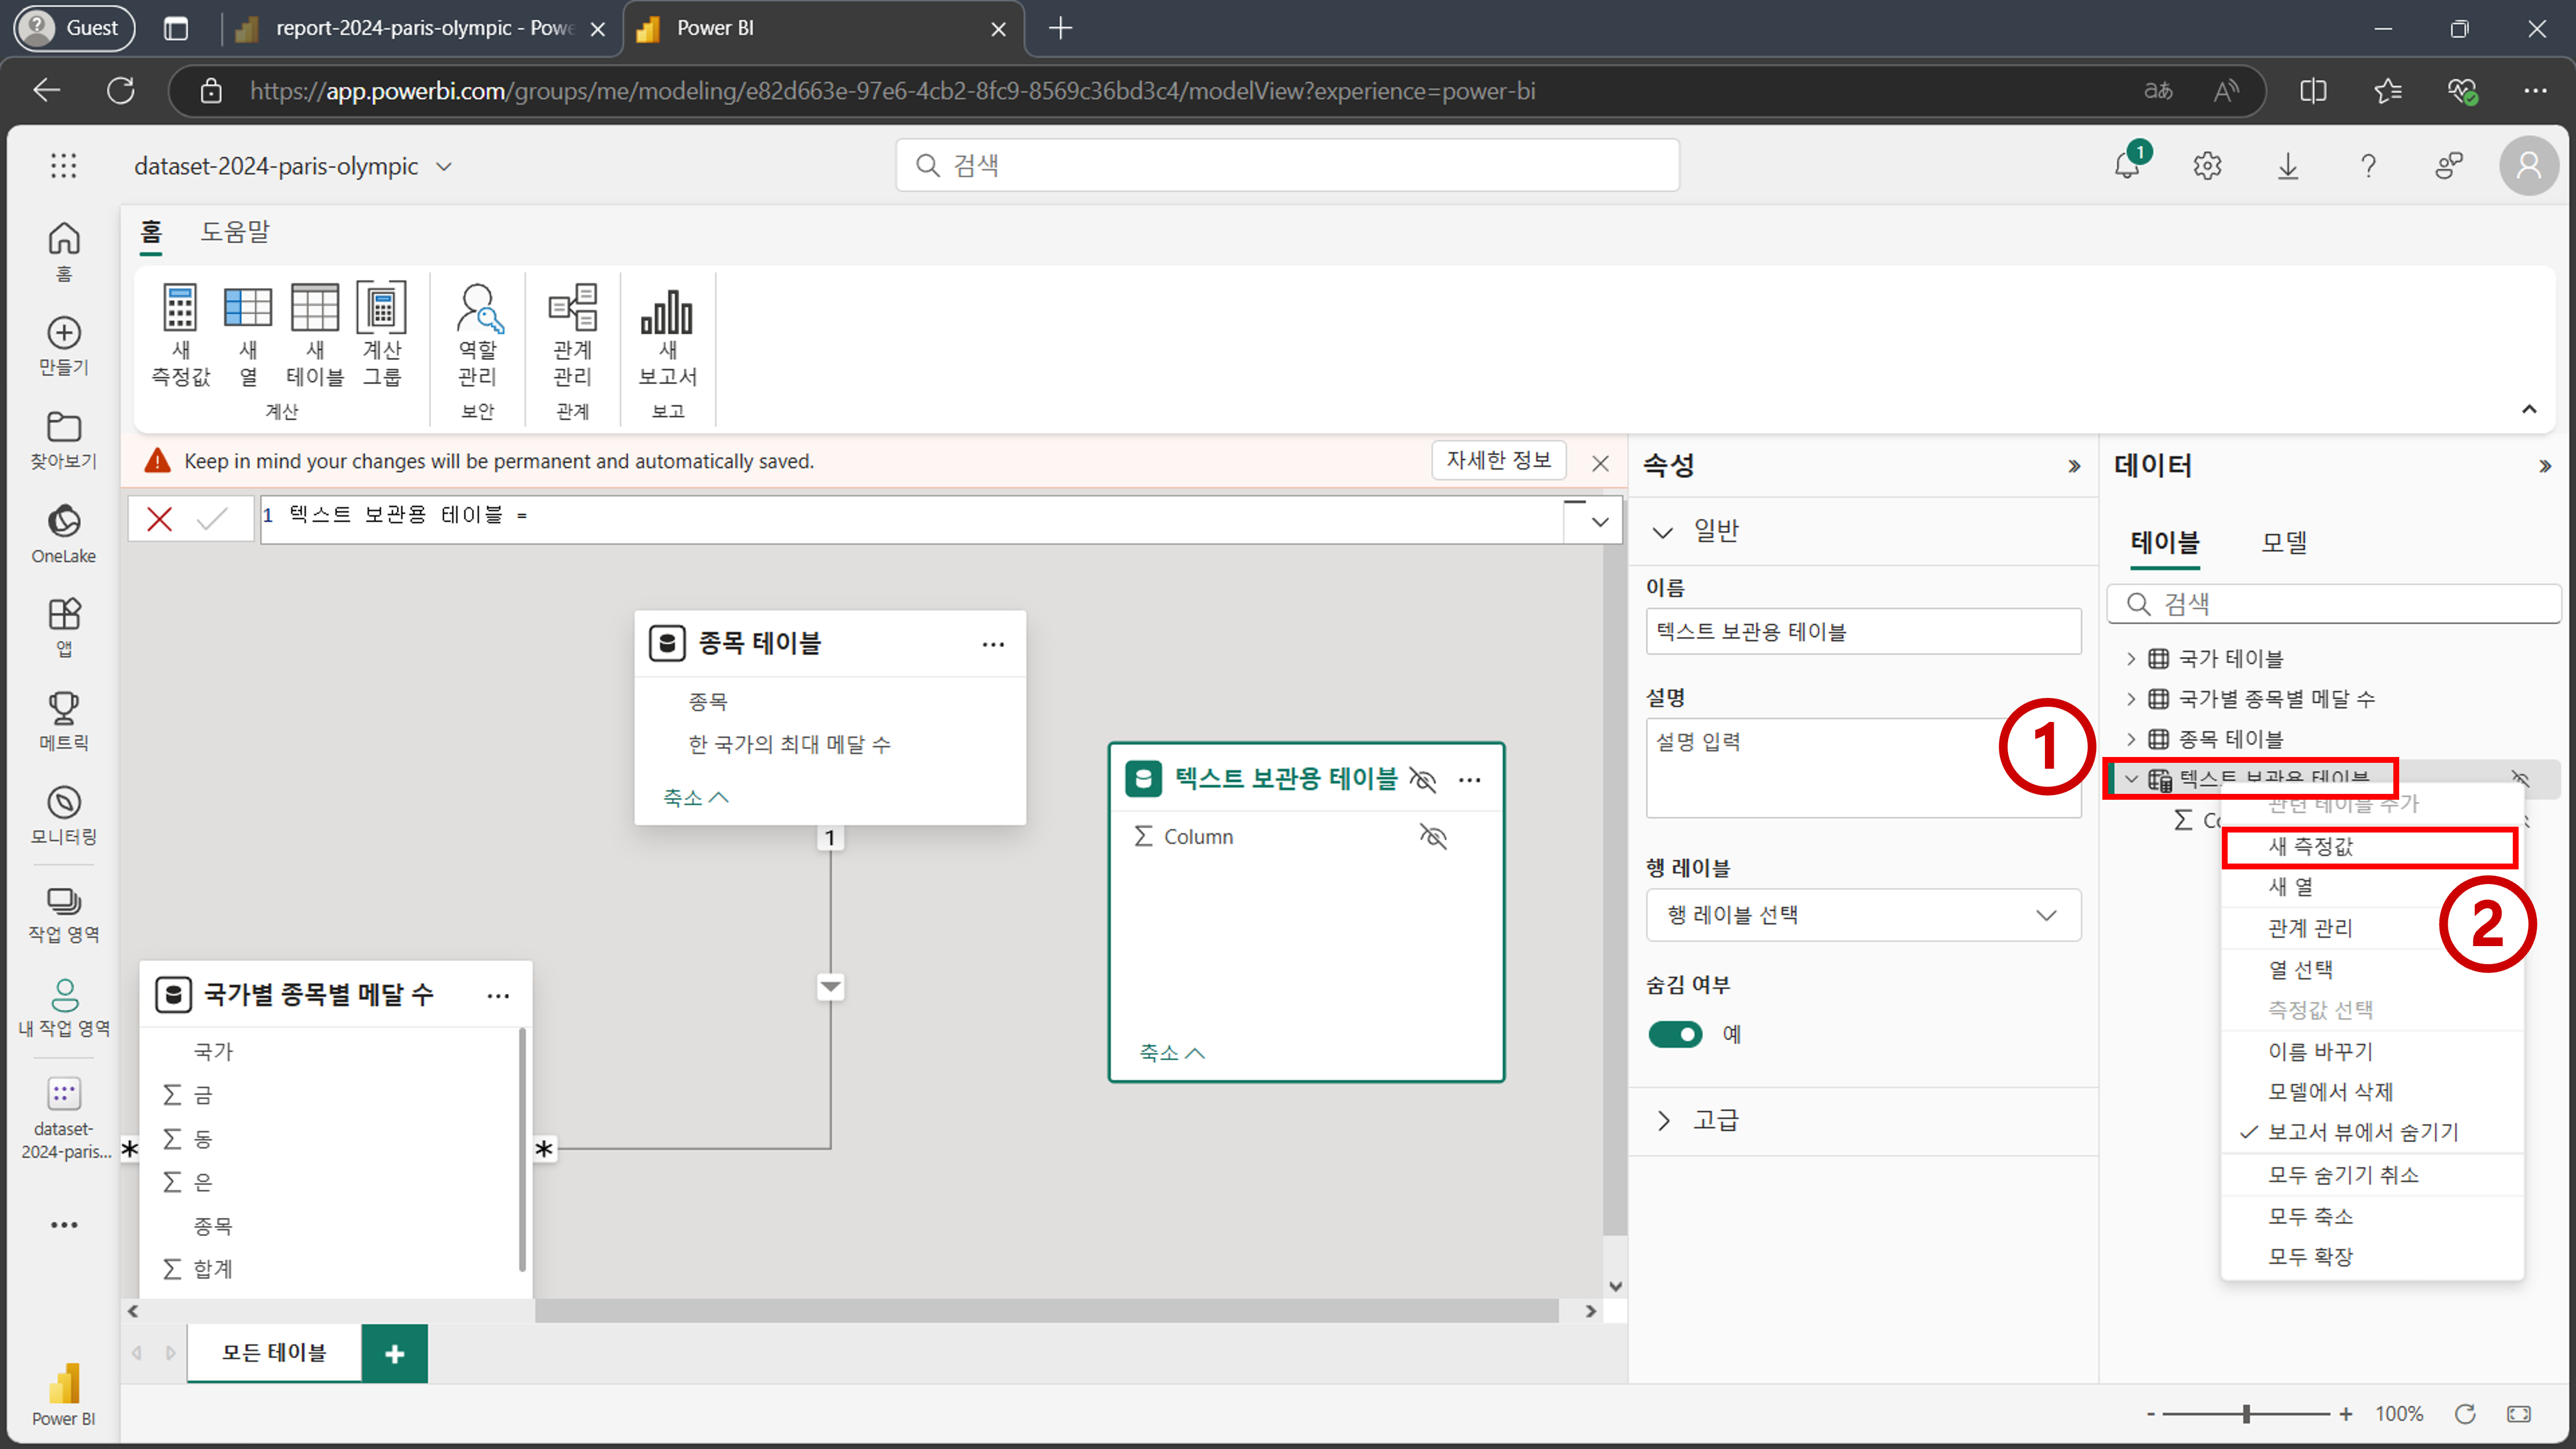 Guest
report-2024-paris-olympic - Powe
Power BI
https://app.powerbi.com/groups/me/modeling/e82d663e-97e6-4cb2-8fc9-8569c36bd3c4/modelView?experience=power-bi
dataset-2024-paris-olympic
검색
1
홈
도움말
새 측정값
새 열
새 테이블
계산 그룹
계산
역할 관리
보안
관계 관리
관계
새 보고서
보고
홈
만들기
찾아보기
OneLake
앱
메트릭
모니터링
작업 영역
내 작업 영역
dataset-
2024-paris...
Power BI
Keep in mind your changes will be permanent and automatically saved.
자세한 정보
1 텍스트 보관용 테이블 =
종목 테이블
종목
한 국가의 최대 메달 수
축소
1
텍스트 보관용 테이블
Column
축소
국가별 종목별 메달 수
국가
∑ 금
∑ 동
∑ 은
종목
∑ 합계
*
*
모든 테이블
속성
일반
이름
텍스트 보관용 테이블
설명
설명 입력
행 레이블
행 레이블 선택
숨김 여부
예
고급
데이터
테이블
모델
검색
국가 테이블
국가별 종목별 메달 수
종목 테이블
텍스트 보관용 테이블
관련 테이블 추가
새 측정값
새 열
관계 관리
열 선택
측정값 선택
이름 바꾸기
모델에서 삭제
보고서 뷰에서 숨기기
모두 숨기기 취소
모두 축소
모두 확장
1
2
- + 100%